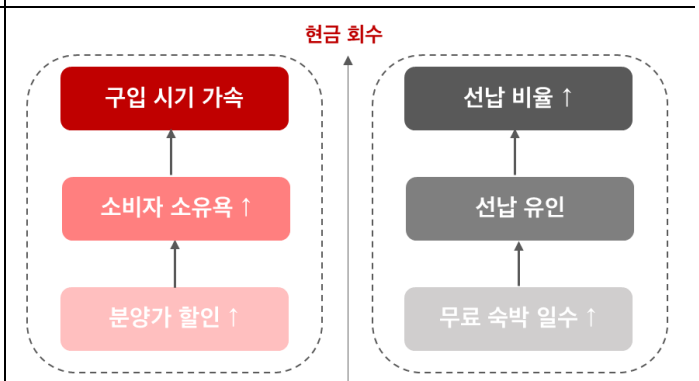 현금 회수
구입 시기 가속
소비자 소유욕 ↑
분양가 할인 ↑
선납 비율 ↑
선납 유인
무료 숙박 일수 ↑